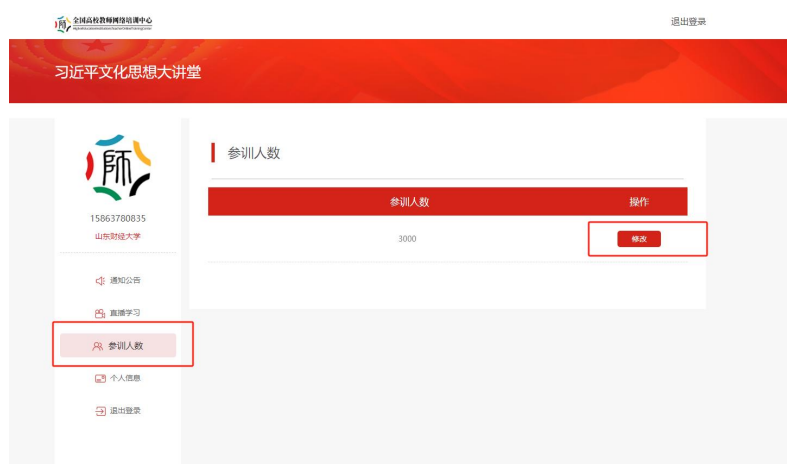 全国高校教师网络培训中心
退出登录
习近平文化思想大讲堂
師
15863780835
山东财经大学
通知公告
直播学习
参训人数
个人信息
退出登录
参训人数
参训人数 操作
3000 修改